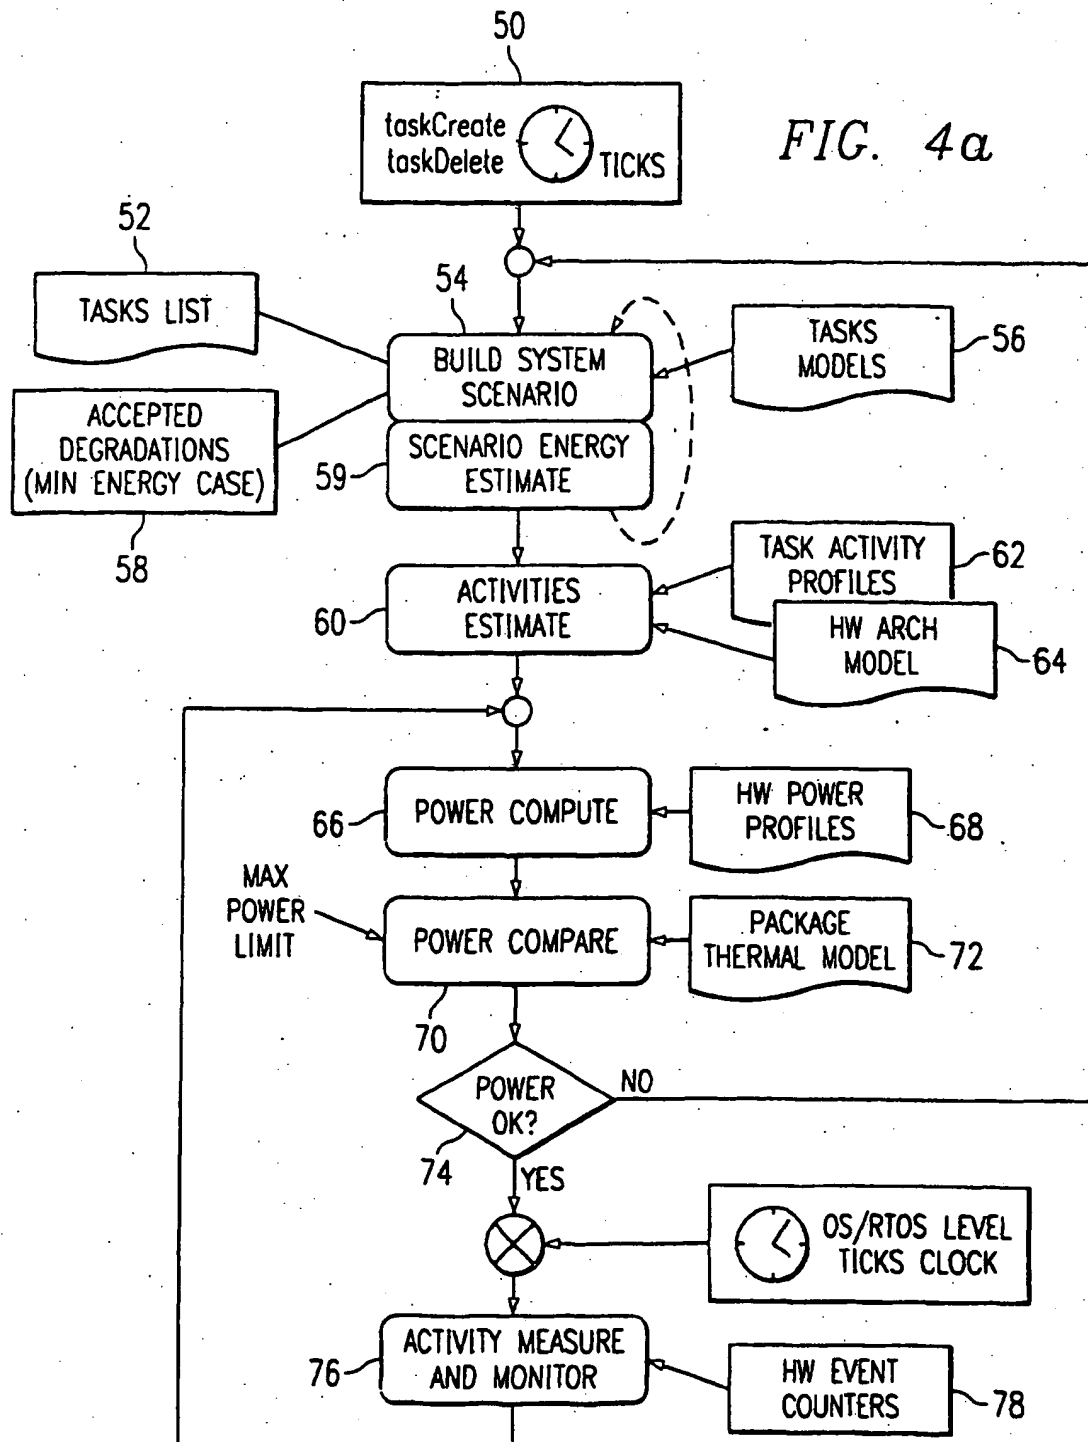 50
taskCreate
taskDelete
TICKS
FIG. 4a
52
TASKS LIST
54
BUILD SYSTEM
SCENARIO
TASKS
MODELS
56
ACCEPTED
DEGRADATIONS
(MIN ENERGY CASE)
58
59
SCENARIO ENERGY
ESTIMATE
60
ACTIVITIES
ESTIMATE
TASK ACTIVITY
PROFILES
62
HW ARCH
MODEL
64
66
POWER COMPUTE
HW POWER
PROFILES
68
MAX
POWER
LIMIT
POWER COMPARE
70
PACKAGE
THERMAL MODEL
72
POWER
OK?
74
NO
YES
OS/RTOS LEVEL
TICKS CLOCK
76
ACTIVITY MEASURE
AND MONITOR
HW EVENT
COUNTERS
78